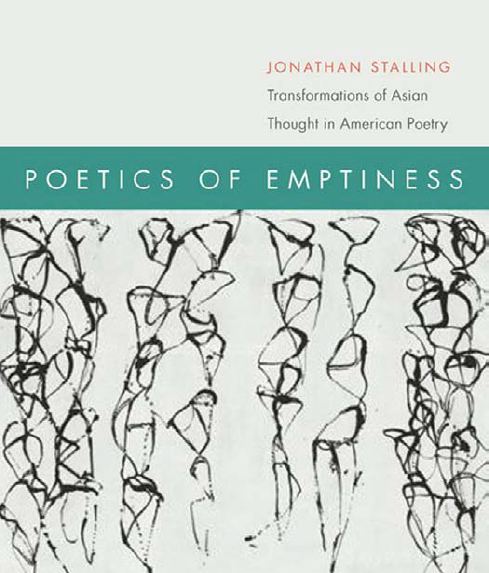 JONATHAN STALLING
Transformations of Asian
Thought in American Poetry
POETICS OF EMPTINESS